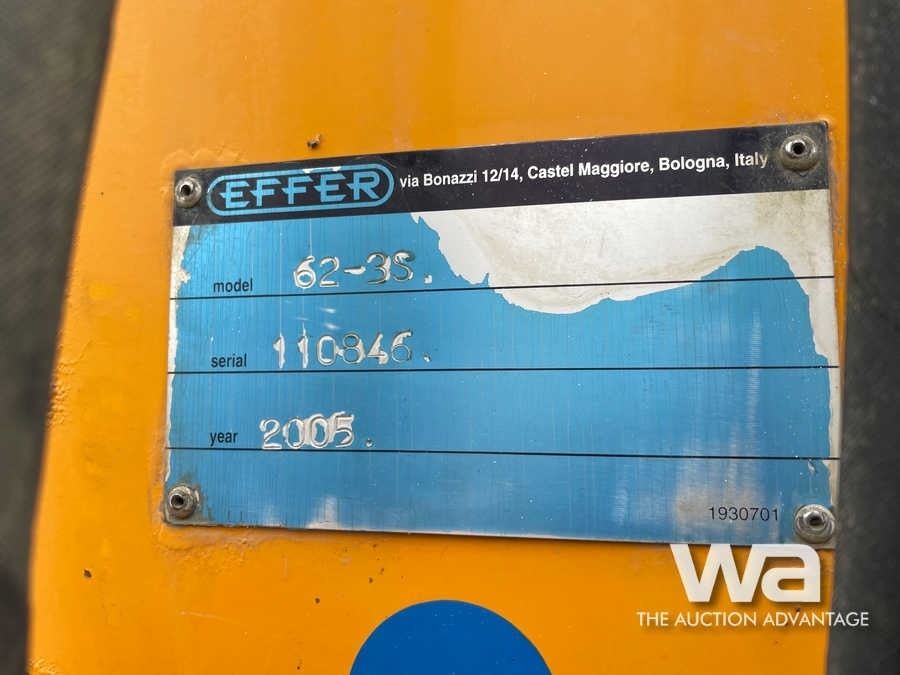 EFFER via Bonazzi 12/14, Castel Maggiore, Bologna, Italy
model 62-3S.
serial 110846.
year 2005.
1930701
wa
THE AUCTION ADVANTAGE